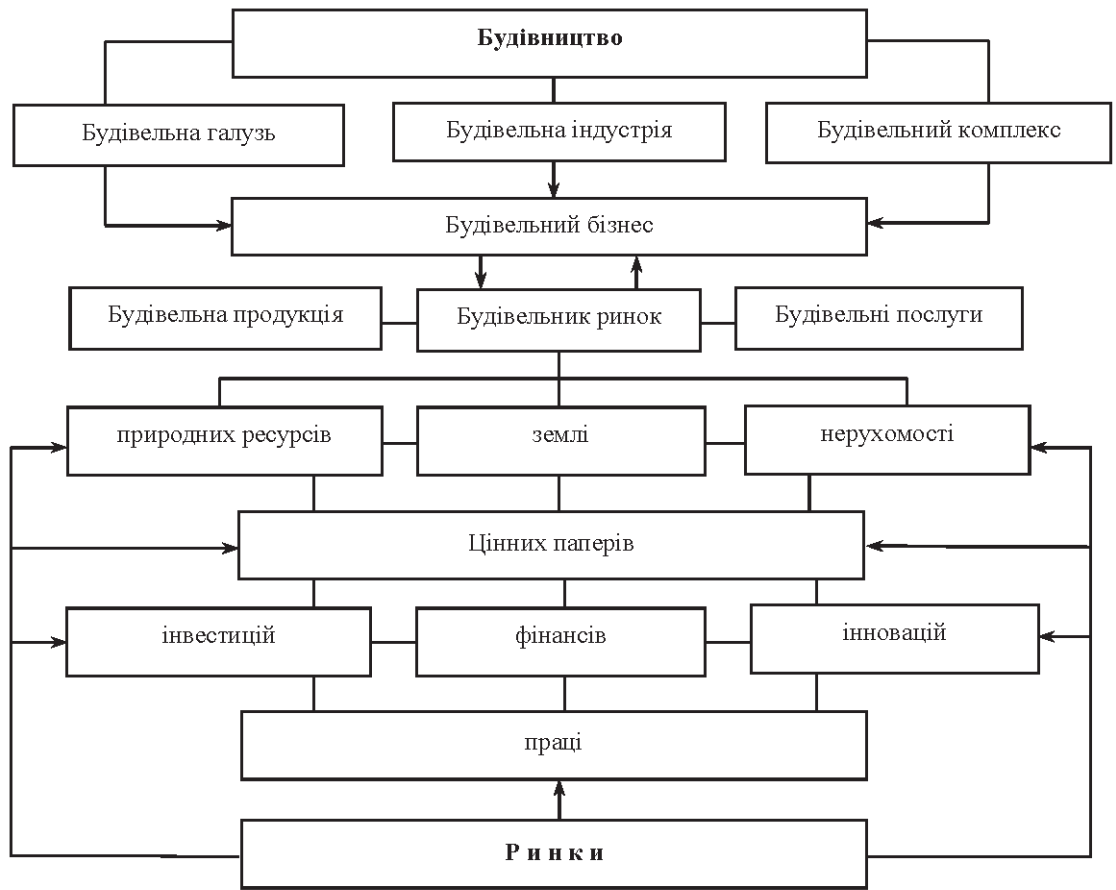 Будівництво
Будівельна галузь
Будівельна індустрія
Будівельний комплекс
Будівельний бізнес
Будівельна продукція
Будівельник ринок
Будівельні послуги
природних ресурсів
землі
нерухомості
Цінних паперів
інвестицій
фінансів
інновацій
праці
Р и н к и